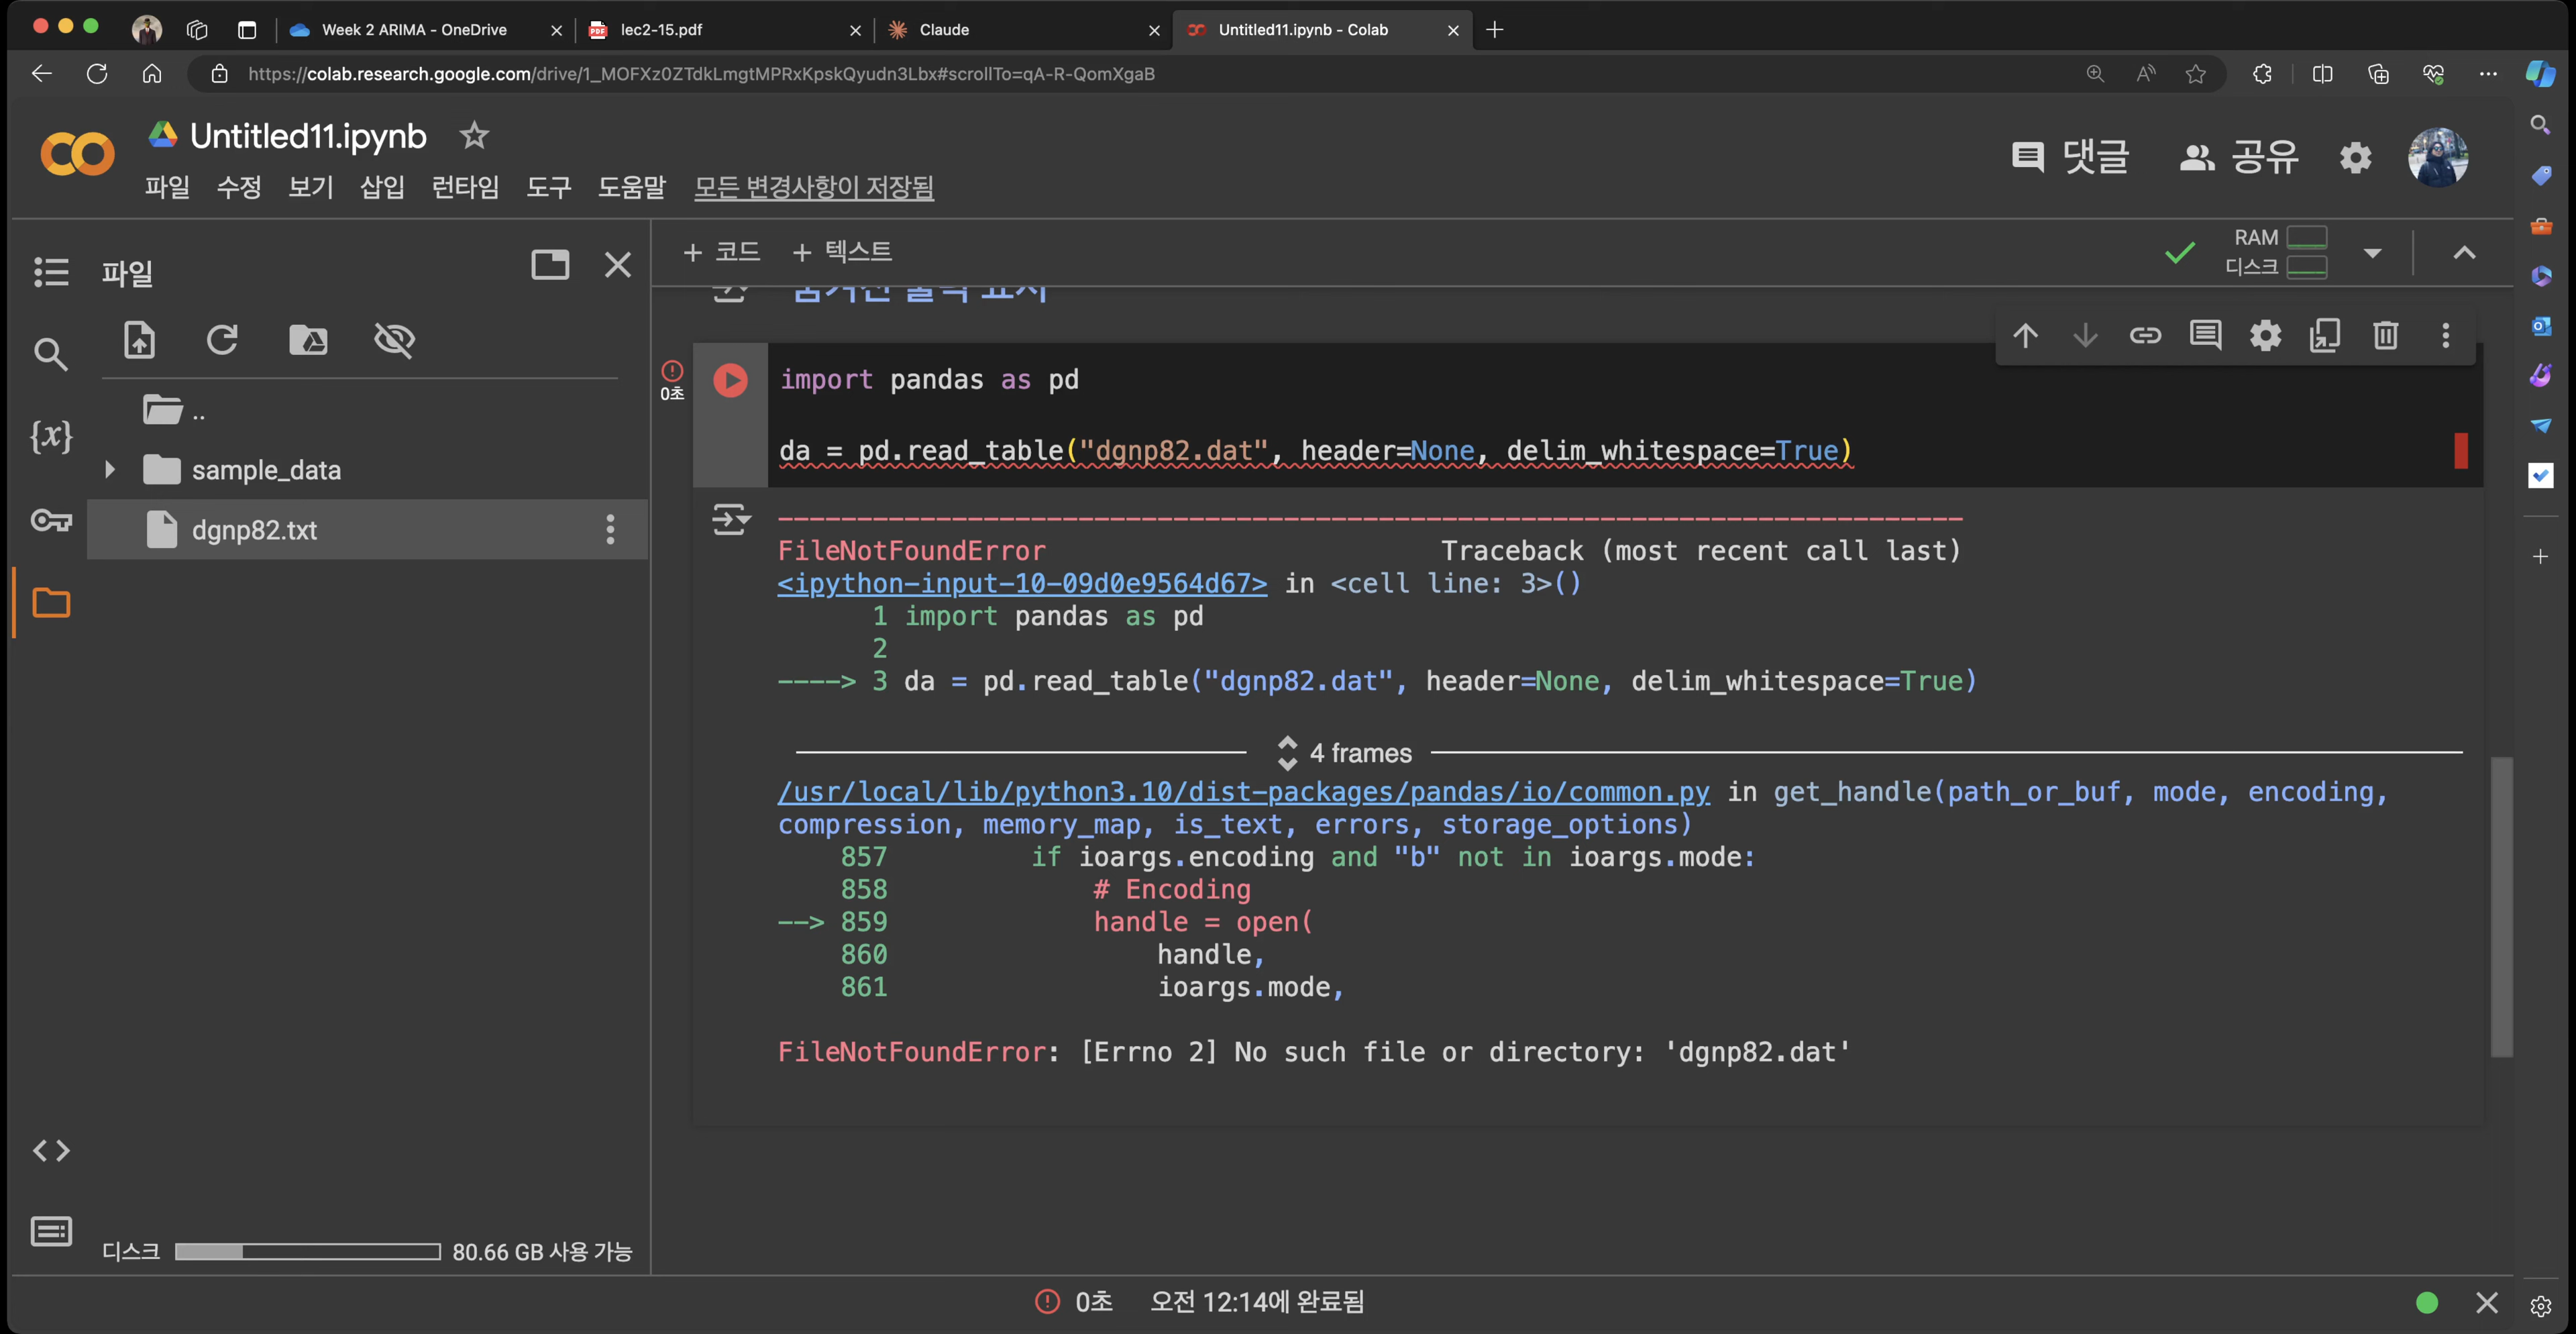 Week 2 ARIMA - OneDrive
lec2-15.pdf
Claude
Untitled11.ipynb - Colab
https://colab.research.google.com/drive/1_MOFXz0ZTdkLmgtMPRxKpskQyudn3Lbx#scrollTo=qA-R-QomXgaB
Untitled11.ipynb
댓글
공유
파일 수정 보기 삽입 런타임 도구 도움말 모든 변경사항이 저장됨
파일
+ 코드 + 텍스트
RAM
디스크
..
sample_data
dgnp82.txt
{x}
디스크 80.66 GB 사용 가능
숨겨진 출력 표시
0초
import pandas as pd
da = pd.read_table("dgnp82.dat", header=None, delim_whitespace=True)
---------------------------------------------------------------------------
FileNotFoundError Traceback (most recent call last)
<ipython-input-10-09d0e9564d67> in <cell line: 3>()
1 import pandas as pd
2
----> 3 da = pd.read_table("dgnp82.dat", header=None, delim_whitespace=True)
4 frames
/usr/local/lib/python3.10/dist-packages/pandas/io/common.py in get_handle(path_or_buf, mode, encoding,
compression, memory_map, is_text, errors, storage_options)
857 if ioargs.encoding and "b" not in ioargs.mode:
858 # Encoding
--> 859 handle = open(
860 handle,
861 ioargs.mode,
FileNotFoundError: [Errno 2] No such file or directory: 'dgnp82.dat'
0초 오전 12:14에 완료됨